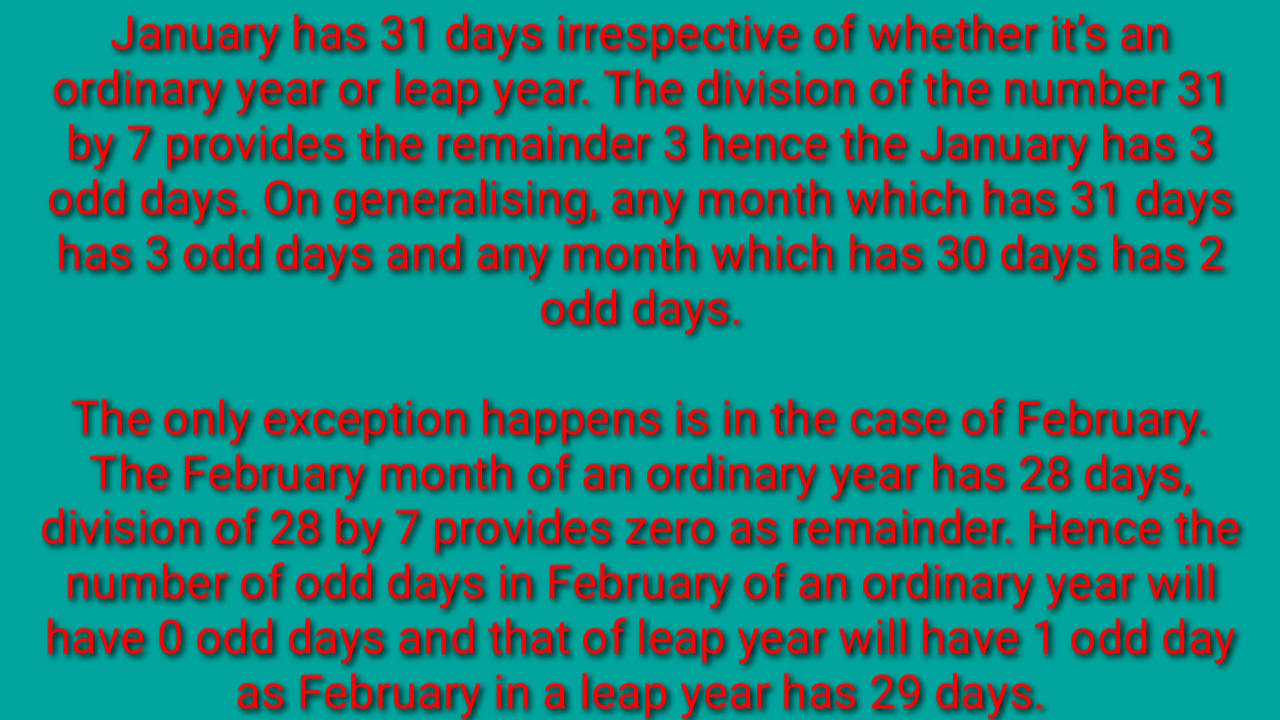 January has 31 days irrespective of whether it’s an
ordinary year or leap year. The division of the number 31
by 7 provides the remainder 3 hence the January has 3
odd days. On generalising, any month which has 31 days
has 3 odd days and any month which has 30 days has 2
odd days.
The only exception happens is in the case of February.
The February month of an ordinary year has 28 days,
division of 28 by 7 provides zero as remainder. Hence the
number of odd days in February of an ordinary year will
have 0 odd days and that of leap year will have 1 odd day
as February in a leap year has 29 days.